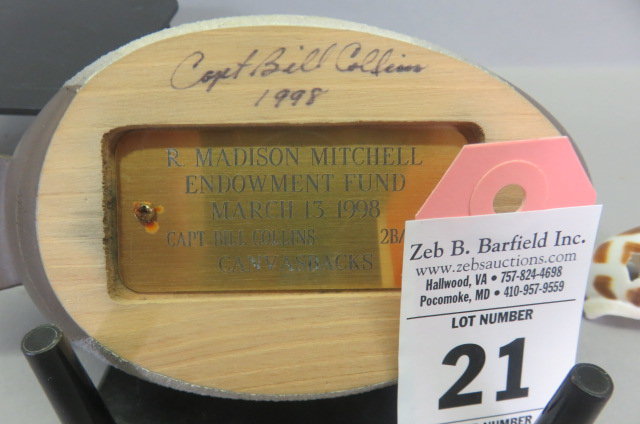 Capt Bill Collins
1998
R. MADISON MITCHELL
ENDOWMENT FUND
MARCH 13, 1998
CAPT. BILL COLLINS
CANVASBACKS
Zeb B. Barfield Inc.
www.zebsauctions.com
Hallwood, VA • 757-824-4698
Pocomoke, MD • 410-957-9559
LOT NUMBER
21
NUMBER